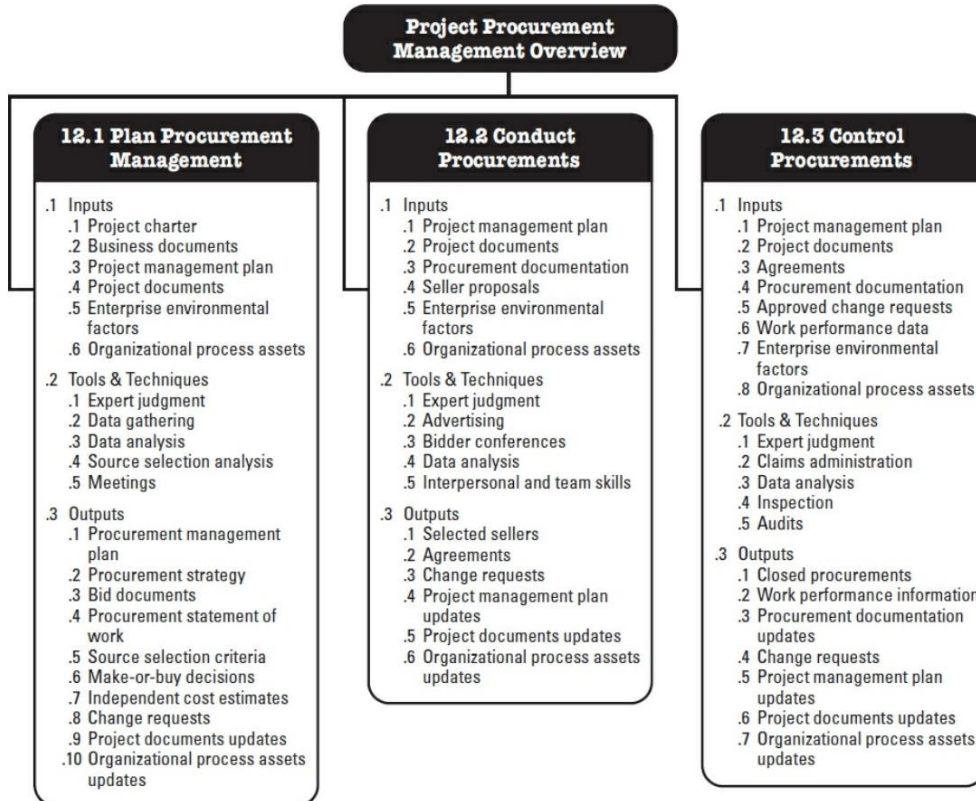 Project Procurement
Management Overview
12.1 Plan Procurement
Management
.1 Inputs
.1 Project charter
.2 Business documents
.3 Project management plan
.4 Project documents
.5 Enterprise environmental
factors
.6 Organizational process assets
.2 Tools & Techniques
.1 Expert judgment
.2 Data gathering
.3 Data analysis
.4 Source selection analysis
.5 Meetings
.3 Outputs
.1 Procurement management
plan
.2 Procurement strategy
.3 Bid documents
.4 Procurement statement of
work
.5 Source selection criteria
.6 Make-or-buy decisions
.7 Independent cost estimates
.8 Change requests
.9 Project documents updates
.10 Organizational process assets
updates
12.2 Conduct
Procurements
.1 Inputs
.1 Project management plan
.2 Project documents
.3 Procurement documentation
.4 Seller proposals
.5 Enterprise environmental
factors
.6 Organizational process assets
.2 Tools & Techniques
.1 Expert judgment
.2 Advertising
.3 Bidder conferences
.4 Data analysis
.5 Interpersonal and team skills
.3 Outputs
.1 Selected sellers
.2 Agreements
.3 Change requests
.4 Project management plan
updates
.5 Project documents updates
.6 Organizational process assets
updates
12.3 Control
Procurements
.1 Inputs
.1 Project management plan
.2 Project documents
.3 Agreements
.4 Procurement documentation
.5 Approved change requests
.6 Work performance data
.7 Enterprise environmental
factors
.8 Organizational process assets
.2 Tools & Techniques
.1 Expert judgment
.2 Claims administration
.3 Data analysis
.4 Inspection
.5 Audits
.3 Outputs
.1 Closed procurements
.2 Work performance information
.3 Procurement documentation
updates
.4 Change requests
.5 Project management plan
updates
.6 Project documents updates
.7 Organizational process assets
updates